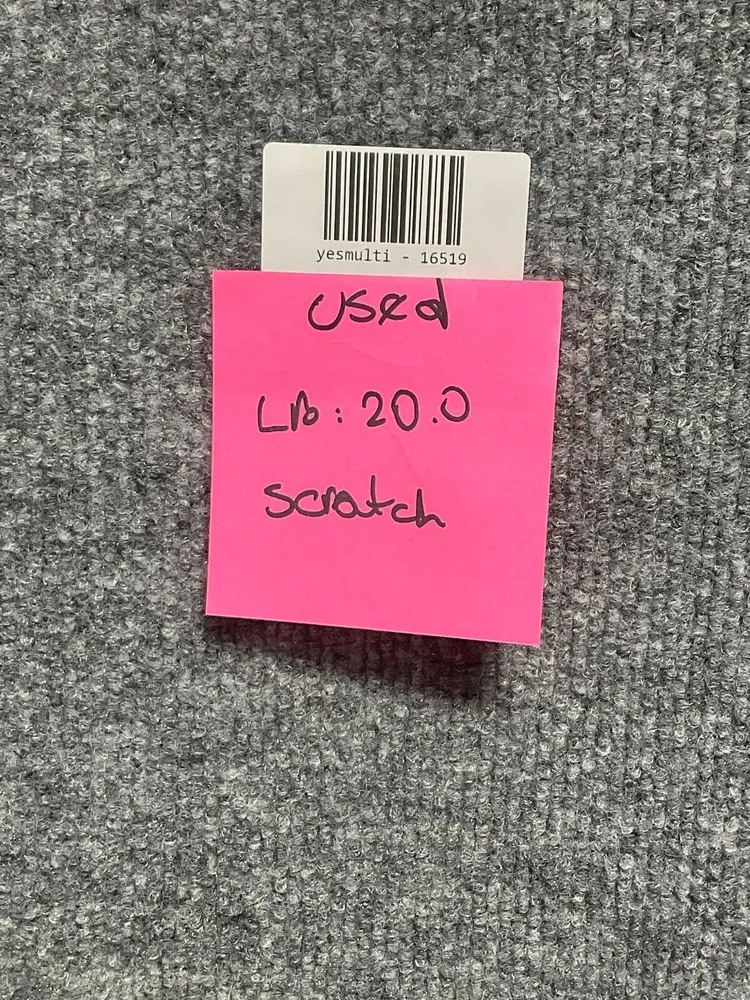 yesmulti - 16519
used
LB: 20.0
scratch